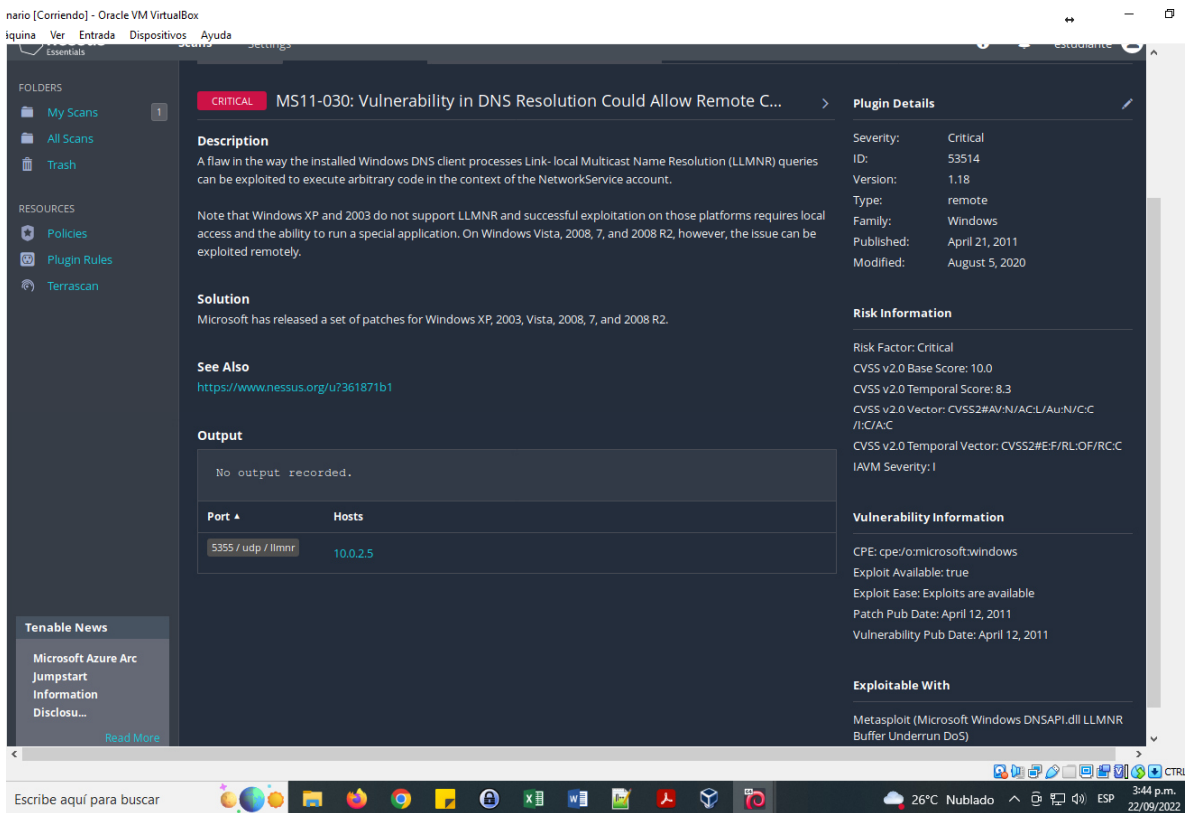 nario [Corriendo] - Oracle VM VirtualBox
áquina Ver Entrada Dispositivos Ayuda
Essentials
Scans
Settings
estudiante
FOLDERS
My Scans 1
All Scans
Trash
RESOURCES
Policies
Plugin Rules
Terrascan
Tenable News
Microsoft Azure Arc
Jumpstart
Information
Disclosu...
Read More
CRITICAL MS11-030: Vulnerability in DNS Resolution Could Allow Remote C...
Description
A flaw in the way the installed Windows DNS client processes Link- local Multicast Name Resolution (LLMNR) queries
can be exploited to execute arbitrary code in the context of the NetworkService account.
Note that Windows XP and 2003 do not support LLMNR and successful exploitation on those platforms requires local
access and the ability to run a special application. On Windows Vista, 2008, 7, and 2008 R2, however, the issue can be
exploited remotely.
Solution
Microsoft has released a set of patches for Windows XP, 2003, Vista, 2008, 7, and 2008 R2.
See Also
https://www.nessus.org/u?361871b1
Output
No output recorded.
Port Hosts
5355 / udp / llmnr 10.0.2.5
Plugin Details
Severity: Critical
ID: 53514
Version: 1.18
Type: remote
Family: Windows
Published: April 21, 2011
Modified: August 5, 2020
Risk Information
Risk Factor: Critical
CVSS v2.0 Base Score: 10.0
CVSS v2.0 Temporal Score: 8.3
CVSS v2.0 Vector: CVSS2#AV:N/AC:L/Au:N/C:C
/I:C/A:C
CVSS v2.0 Temporal Vector: CVSS2#E:F/RL:OF/RC:C
IAVM Severity: I
Vulnerability Information
CPE: cpe:/o:microsoft:windows
Exploit Available: true
Exploit Ease: Exploits are available
Patch Pub Date: April 12, 2011
Vulnerability Pub Date: April 12, 2011
Exploitable With
Metasploit (Microsoft Windows DNSAPI.dll LLMNR
Buffer Underrun DoS)
CTRL
Escribe aquí para buscar
26°C Nublado
ESP
3:44 p.m.
22/09/2022